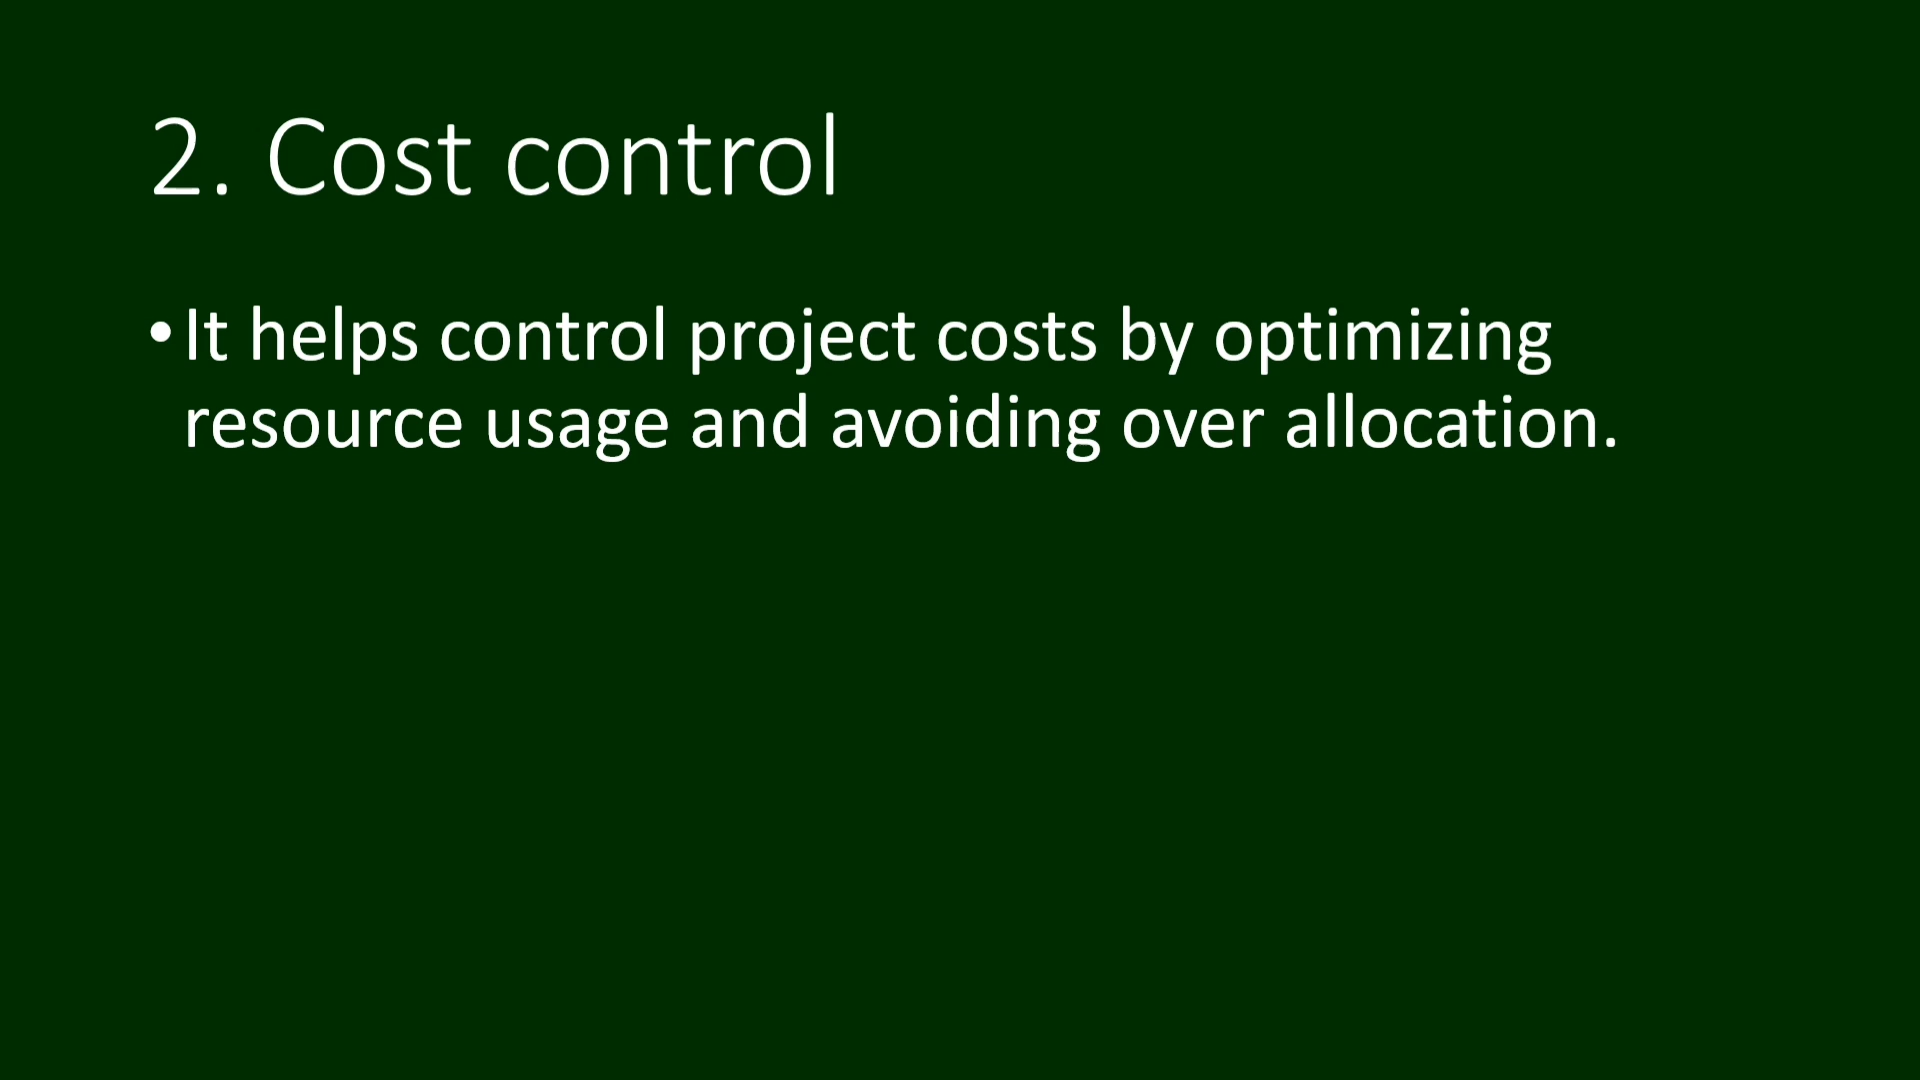 2. Cost control
•It helps control project costs by optimizing
resource usage and avoiding over allocation.